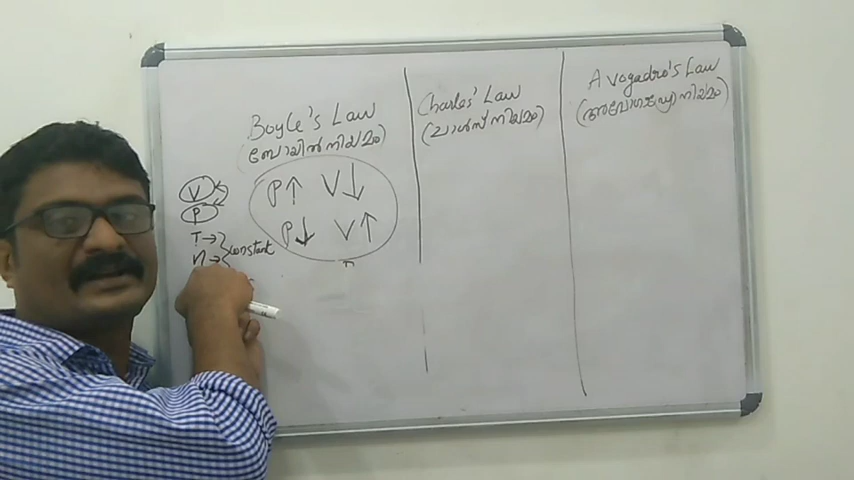 Boyle's Law
(ബോയിൽ നിയമം)
P↑ V↓
P↓ V↑
V
P
T→
n→
constant
Charles' Law
(ചാൾസ് നിയമം)
Avogadro's Law
(അവോഗാഡ്രോ നിയമം)